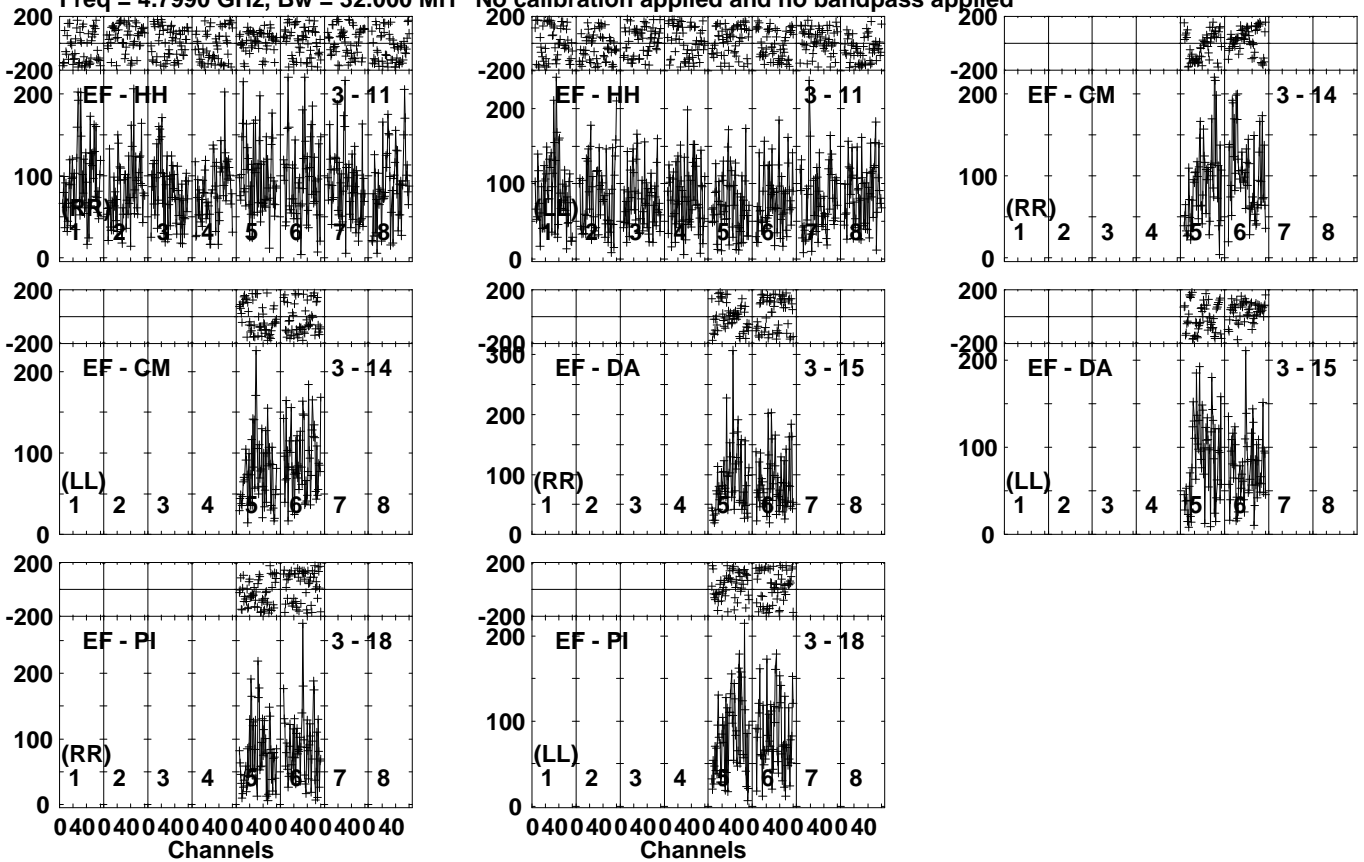 Freq = 4.7990 GHz, Bw = 32.000 MH No calibration applied and no bandpass applied
200
-200
200
100
0
EF - HH 3 - 11
(RR)
1 2 3 4 5 6 7 8
200
-200
200
100
0
EF - HH 3 - 11
(LL)
1 2 3 4 5 6 7 8
200
-200
200
100
0
EF - CM 3 - 14
(RR)
1 2 3 4 5 6 7 8
200
-200
200
100
0
EF - CM 3 - 14
(LL)
1 2 3 4 5 6 7 8
200
-200
300
200
100
0
EF - DA 3 - 15
(RR)
1 2 3 4 5 6 7 8
200
-200
200
100
0
EF - DA 3 - 15
(LL)
1 2 3 4 5 6 7 8
200
-200
200
100
0
EF - PI 3 - 18
(RR)
1 2 3 4 5 6 7 8
0 40 0 40 0 40 0 40 0 40 0 40 0 40 0 40
Channels
200
-200
200
100
0
EF - PI 3 - 18
(LL)
1 2 3 4 5 6 7 8
0 40 0 40 0 40 0 40 0 40 0 40 0 40 0 40
Channels